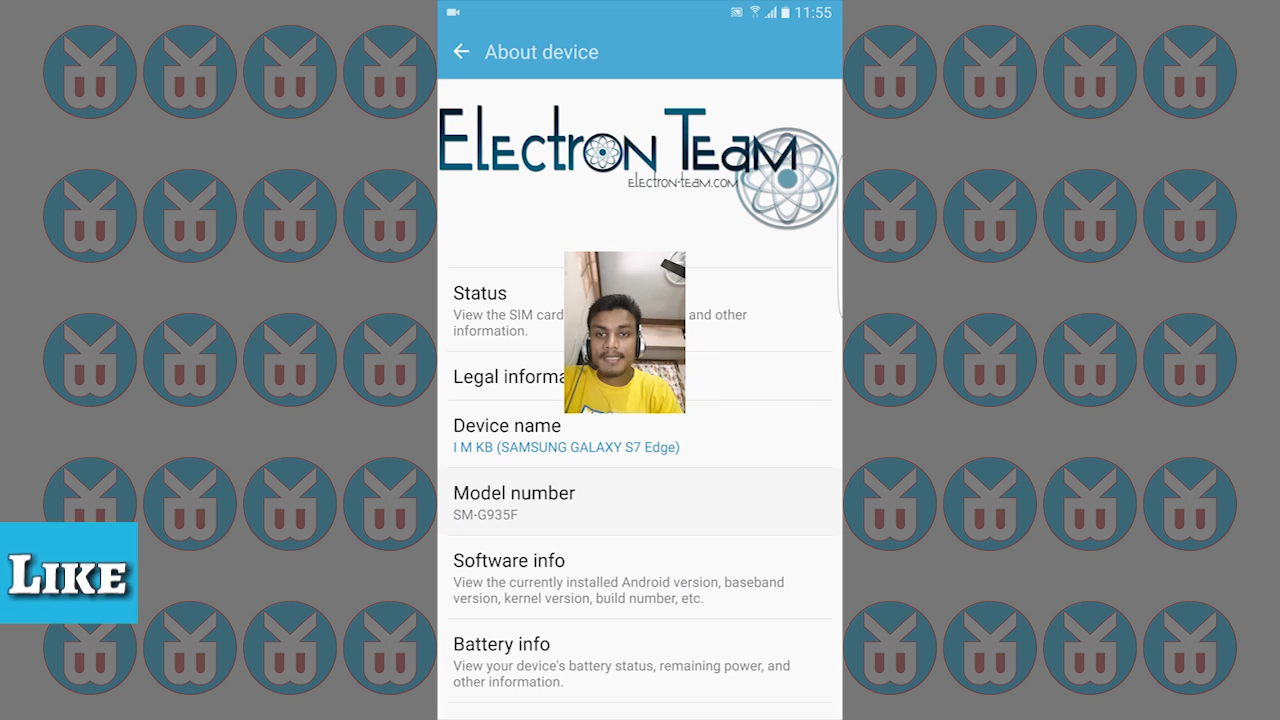 11:55
About device
Electron Team
electron-team.com
Status
View the SIM card and other
information.
Legal informa
Device name
I M KB (SAMSUNG GALAXY S7 Edge)
Model number
SM-G935F
Software info
View the currently installed Android version, baseband
version, kernel version, build number, etc.
Battery info
View your device's battery status, remaining power, and
other information.
LIKE